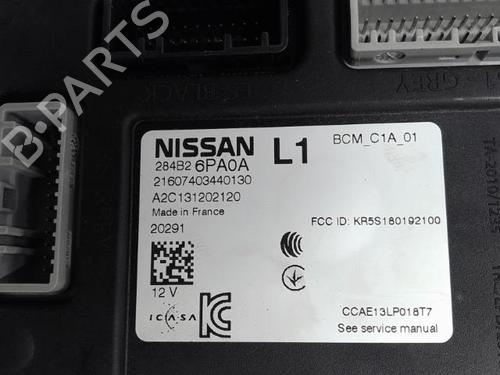 NISSAN L1 BCM_C1A_01
284B2 6PA0A
21607403440130
A2C131202120
Made in France
FCC ID: KR5S180192100
20291
12 V
ICASA
CCAE13LP018T7
See service manual
B-PARTS